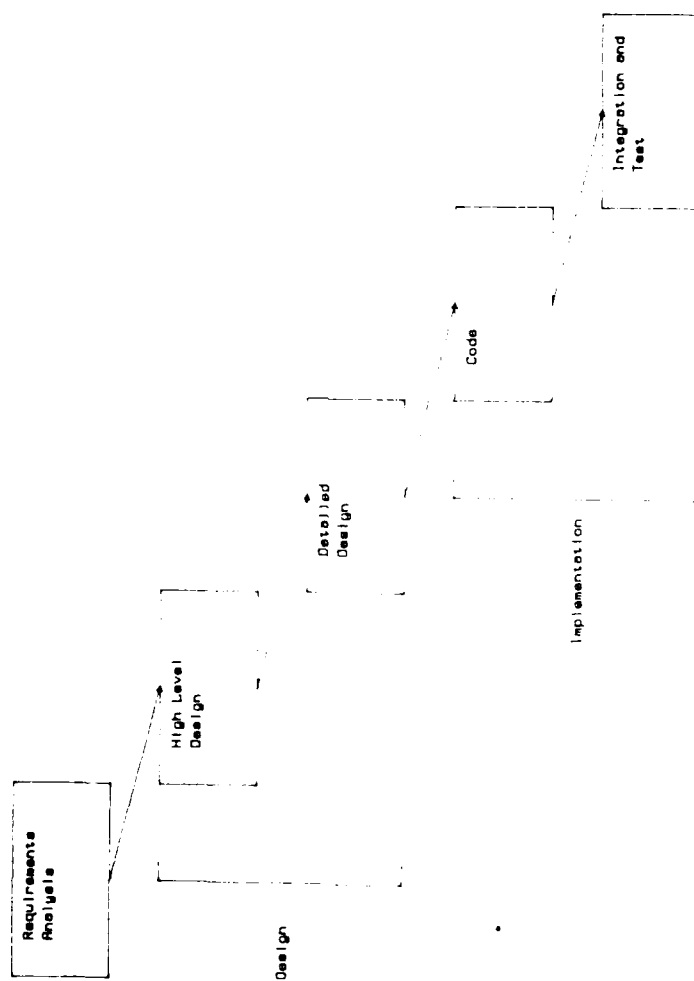 Requirements
Analysis
High Level
Design
Design
Detailed
Design
Code
Implementation
Integration and
Test